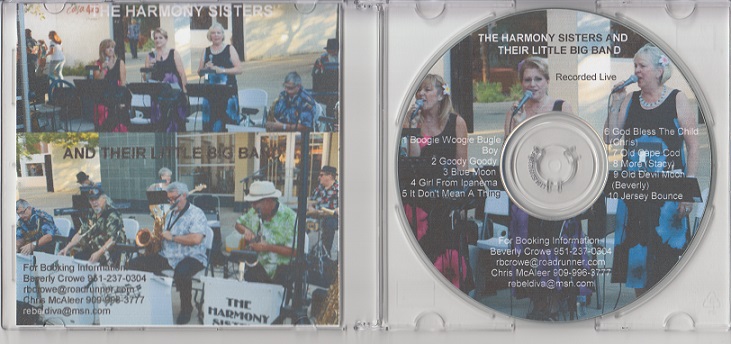 THE HARMONY SISTERS
AND THEIR LITTLE BIG BAND
For Booking Information
Beverly Crowe 951-237-0304
rbcrowe@roadrunner.com
Chris McAleer 909-996-3777
rebeldiva@msn.com
THE
HARMONY
THE HARMONY SISTERS AND
THEIR LITTLE BIG BAND
Recorded Live
1 Boogie Woogie Bugle
Boy
2 Goody Goody
3 Blue Moon
4 Girl From Ipanema
5 It Don't Mean A Thing
6 God Bless The Child
(Chris)
7 Old Cape Cod
8 More (Stacy)
9 Old Devil Moon
(Beverly)
10 Jersey Bounce
For Booking Information
Beverly Crowe 951-237-0304
rbcrowe@roadrunner.com
Chris McAleer 909-996-3777
rebeldiva@msn.com